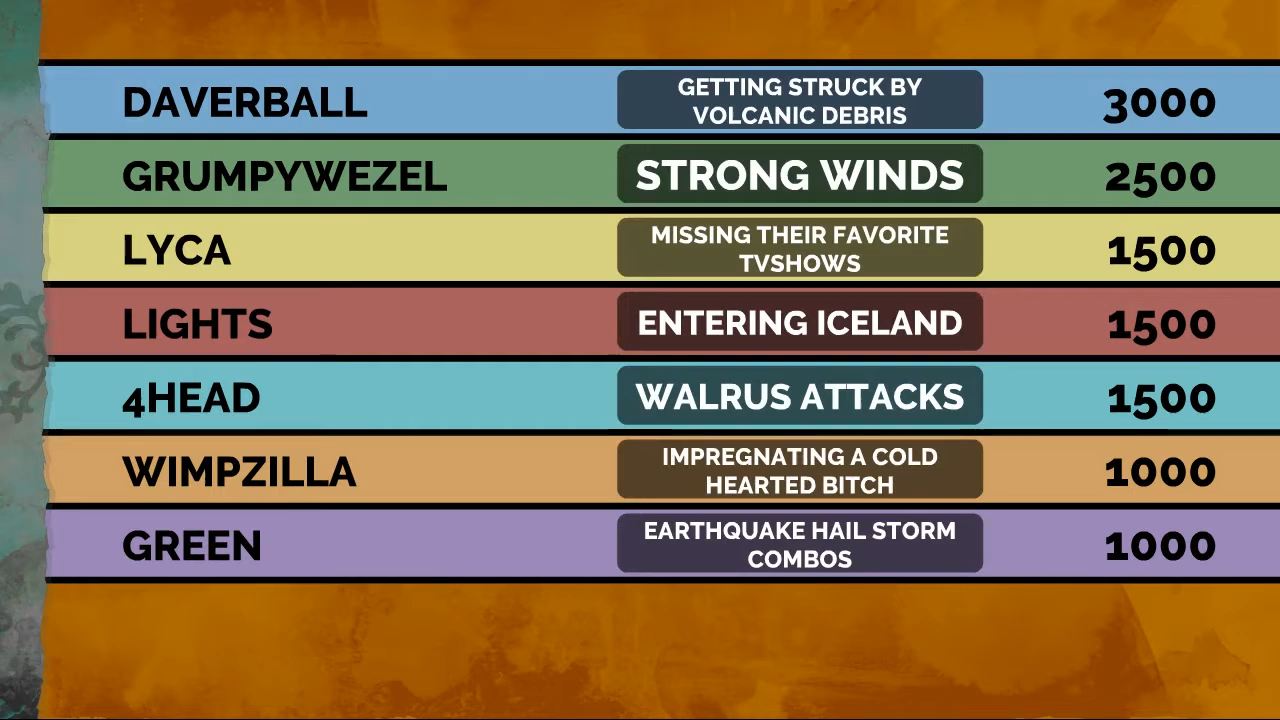 DAVERBALL
GETTING STRUCK BY
VOLCANIC DEBRIS
3000
GRUMPYWEZEL
STRONG WINDS
2500
LYCA
MISSING THEIR FAVORITE
TVSHOWS
1500
LIGHTS
ENTERING ICELAND
1500
4HEAD
WALRUS ATTACKS
1500
WIMPZILLA
IMPREGNATING A COLD
HEARTED BITCH
1000
GREEN
EARTHQUAKE HAIL STORM
COMBOS
1000